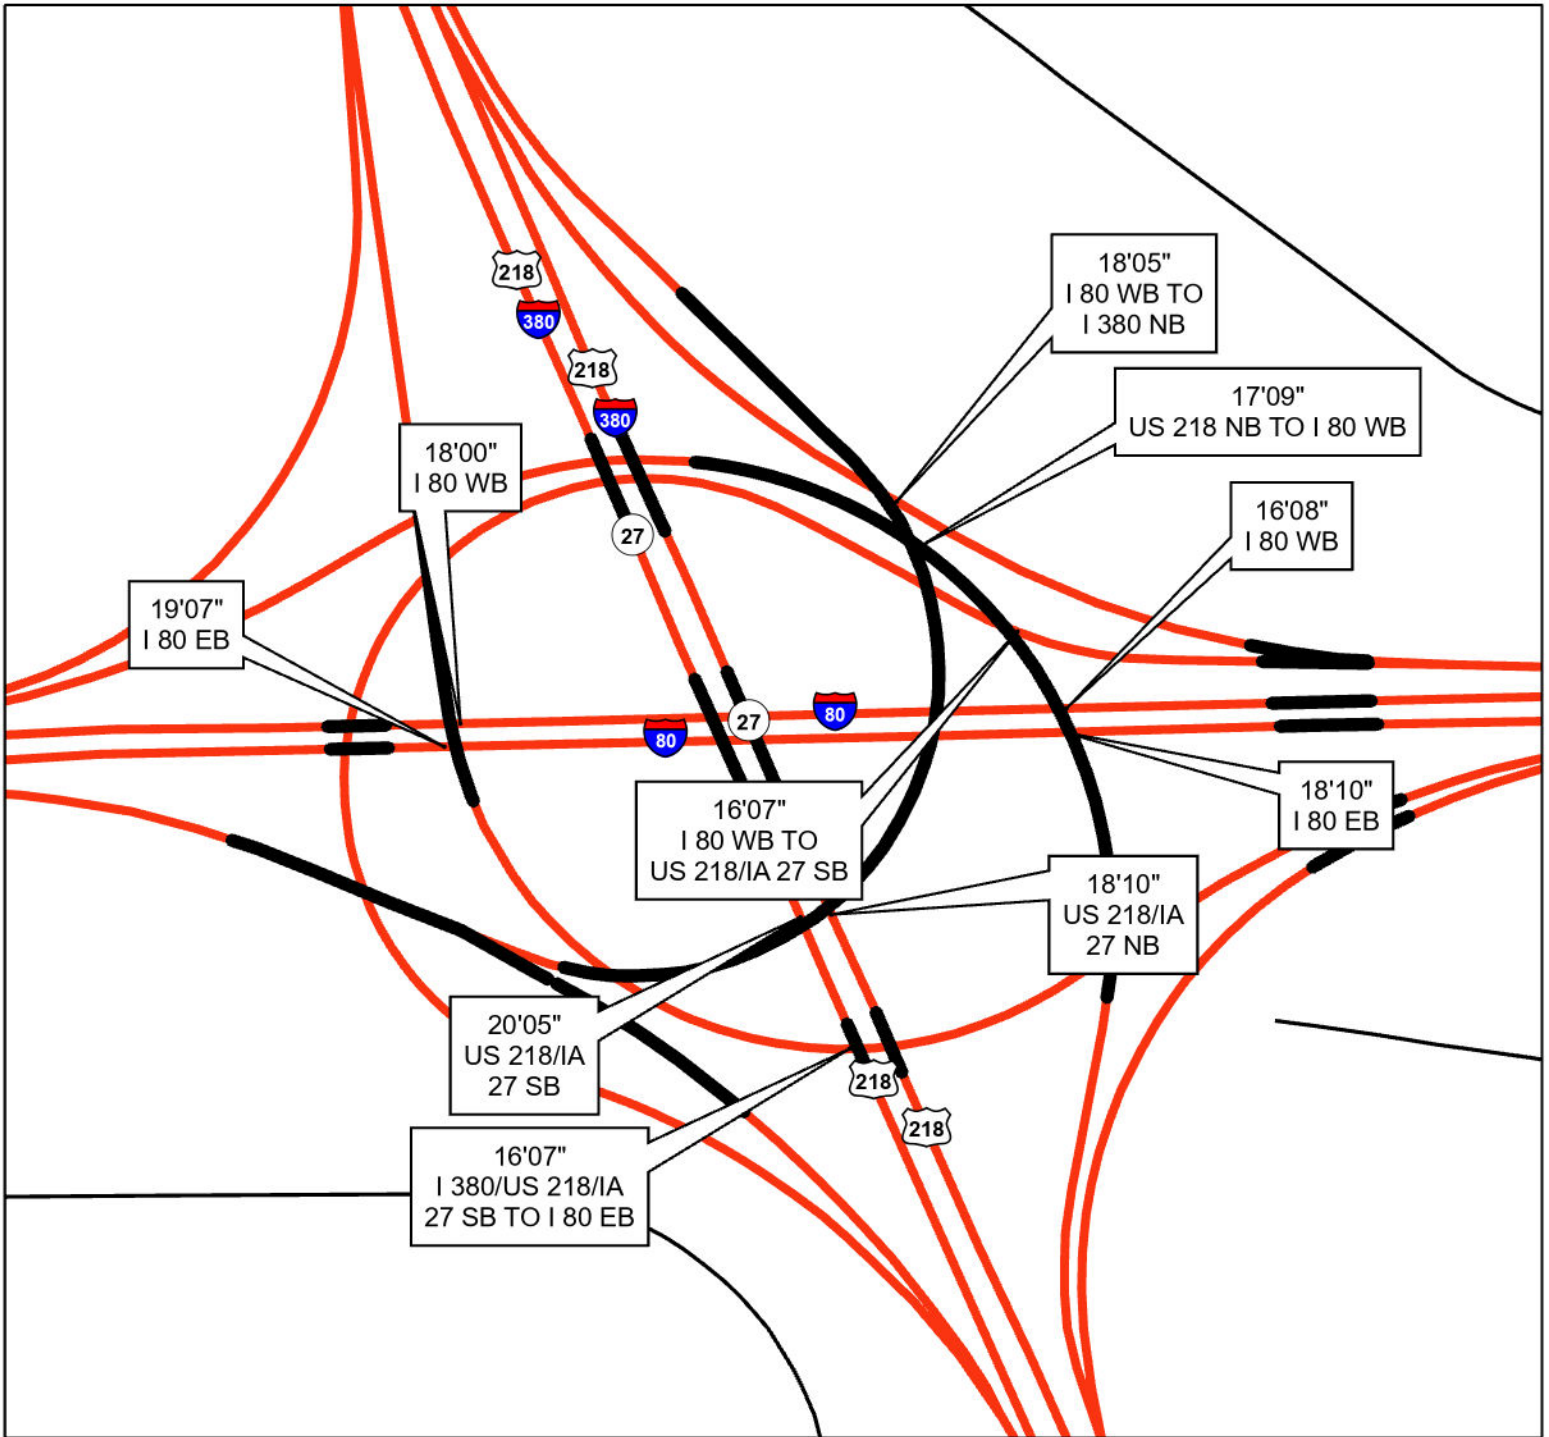 218
380
218
380
18'05"
I 80 WB TO
I 380 NB
17'09"
US 218 NB TO I 80 WB
18'00"
I 80 WB
16'08"
I 80 WB
27
19'07"
I 80 EB
27
80
80
16'07"
I 80 WB TO
US 218/IA 27 SB
18'10"
I 80 EB
18'10"
US 218/IA
27 NB
20'05"
US 218/IA
27 SB
218
218
16'07"
I 380/US 218/IA
27 SB TO I 80 EB